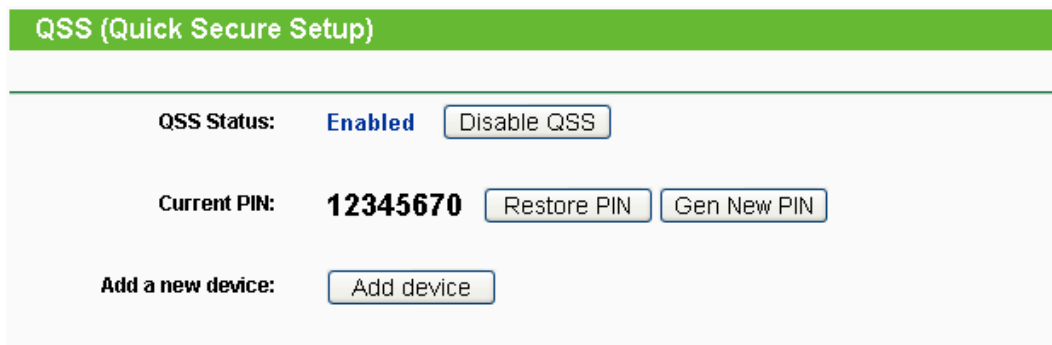 QSS (Quick Secure Setup)
QSS Status: Enabled Disable QSS
Current PIN: 12345670 Restore PIN Gen New PIN
Add a new device: Add device